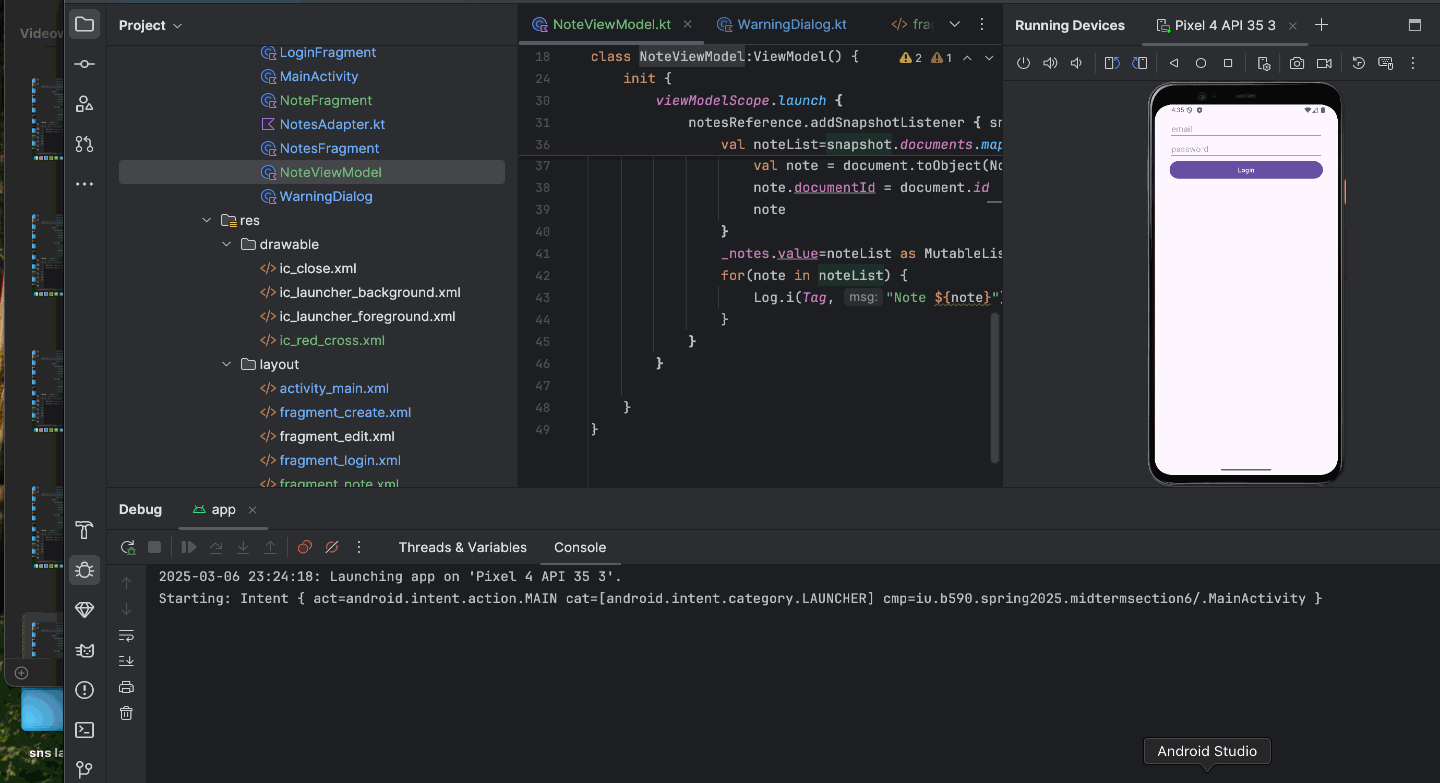 Videov
Project
LoginFragment
MainActivity
NoteFragment
NotesAdapter.kt
NotesFragment
NoteViewModel
WarningDialog
res
drawable
ic_close.xml
ic_launcher_background.xml
ic_launcher_foreground.xml
ic_red_cross.xml
layout
activity_main.xml
fragment_create.xml
fragment_edit.xml
fragment_login.xml
fragment_note.xml
NoteViewModel.kt
WarningDialog.kt
frag
2 1
18 class NoteViewModel:ViewModel() {
24 init {
30 viewModelScope.launch {
31 notesReference.addSnapshotListener { sn
36 val noteList=snapshot.documents.map
37 val note = document.toObject(No
38 note.documentId = document.id
39 note
40 }
41 _notes.value=noteList as MutableLis
42 for(note in noteList) {
43 Log.i(Tag, msg: "Note ${note}")
44 }
45 }
46 }
47
48 }
49 }
Running Devices
Pixel 4 API 35 3
4:35
email
password
Login
Debug
app
Threads & Variables
Console
2025-03-06 23:24:18: Launching app on 'Pixel 4 API 35 3'.
Starting: Intent { act=android.intent.action.MAIN cat=[android.intent.category.LAUNCHER] cmp=iu.b590.spring2025.midtermsection6/.MainActivity }
sns la
Android Studio